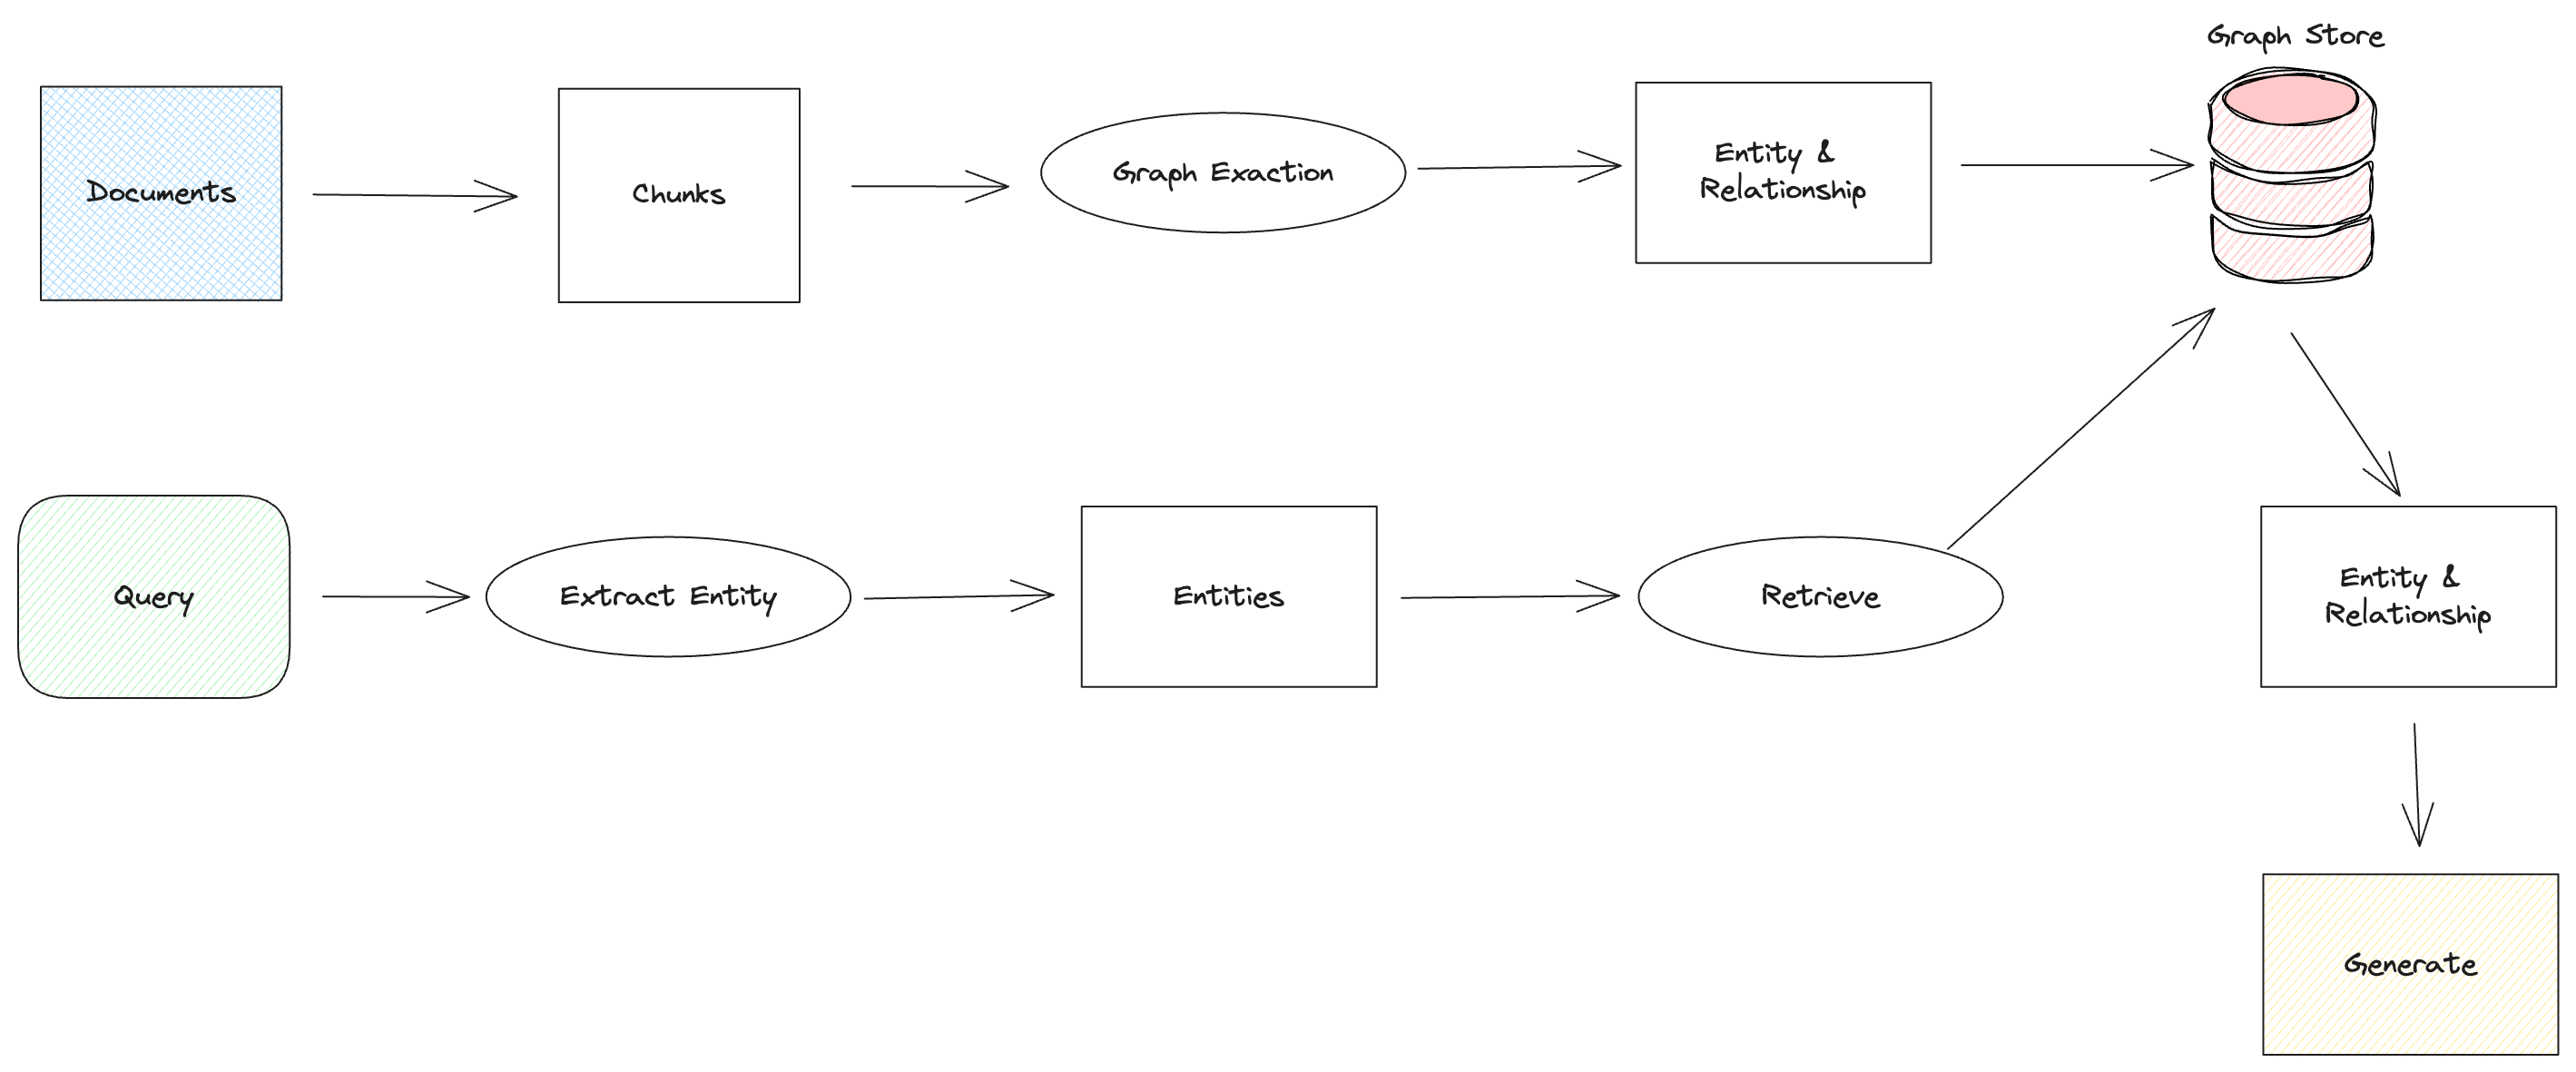 Graph Store
Documents
Chunks
Graph Exaction
Entity &
Relationship
Query
Extract Entity
Entities
Retrieve
Entity &
Relationship
Generate